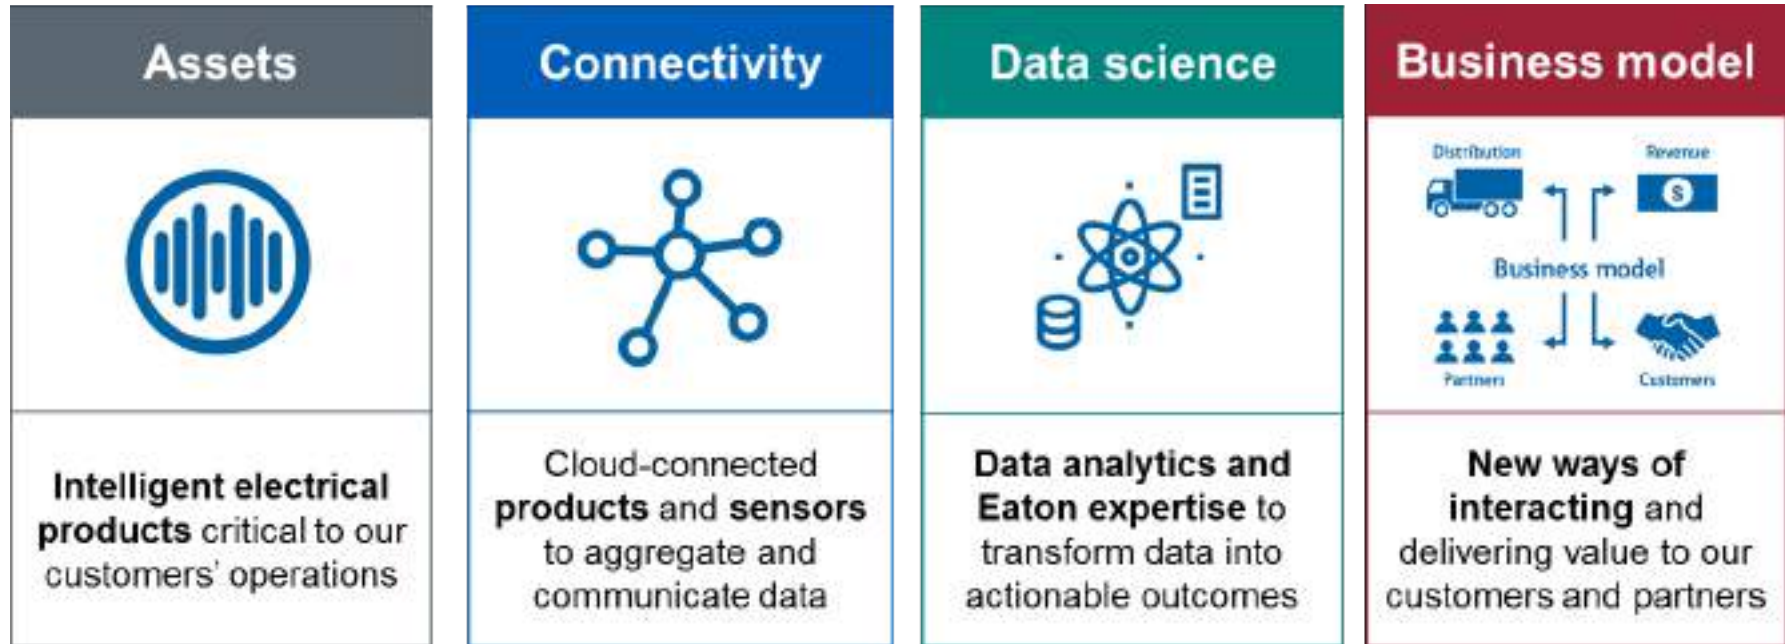 Assets
Intelligent electrical
products critical to our
customers' operations
Connectivity
Cloud-connected
products and sensors
to aggregate and
communicate data
Data science
Data analytics and
Eaton expertise to
transform data into
actionable outcomes
Business model
Distribution
Revenue
$
Business model
Partners
Customers
New ways of
interacting and
delivering value to our
customers and partners